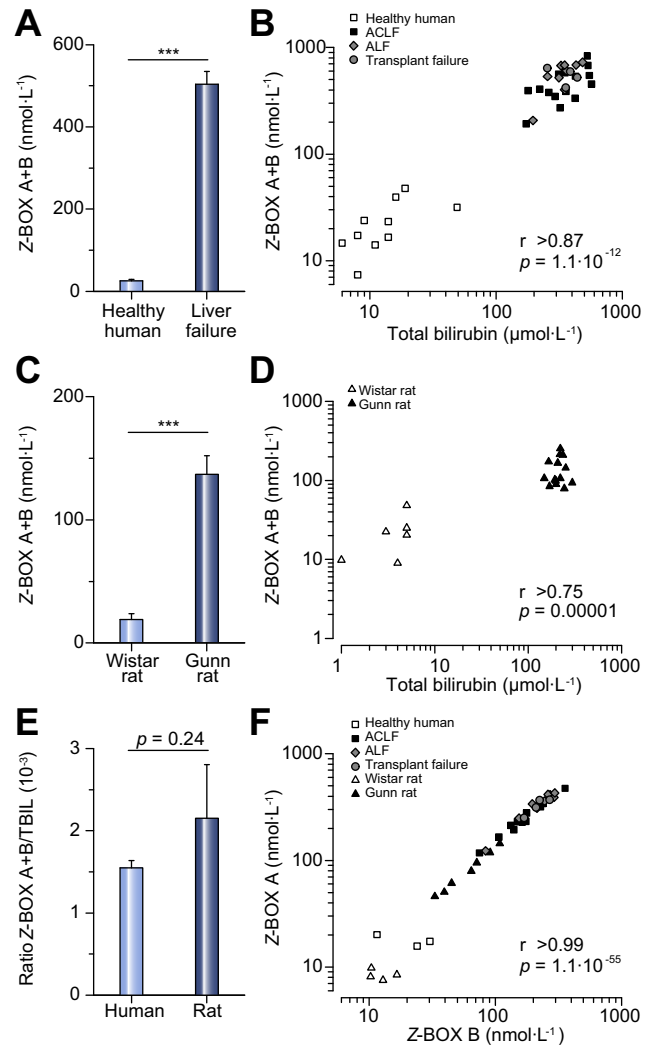 A
Z-BOX A+B (nmol·L⁻¹)
600
400
200
0
***
Healthy
human
Liver
failure
B
Healthy human
ACLF
ALF
Transplant failure
Z-BOX A+B (nmol·L⁻¹)
1000
100
10
r >0.87
p = 1.1·10⁻¹²
10
100
1000
Total bilirubin (µmol·L⁻¹)
C
Z-BOX A+B (nmol·L⁻¹)
200
100
0
***
Wistar
rat
Gunn
rat
D
Wistar rat
Gunn rat
Z-BOX A+B (nmol·L⁻¹)
1000
100
10
1
r >0.75
p = 0.00001
1
10
100
1000
Total bilirubin (µmol·L⁻¹)
E
Ratio Z-BOX A+B/TBIL (10⁻³)
3
2
1
0
p = 0.24
Human
Rat
F
Healthy human
ACLF
ALF
Transplant failure
Wistar rat
Gunn rat
Z-BOX A (nmol·L⁻¹)
1000
100
10
r >0.99
p = 1.1·10⁻⁵⁵
10
100
1000
Z-BOX B (nmol·L⁻¹)